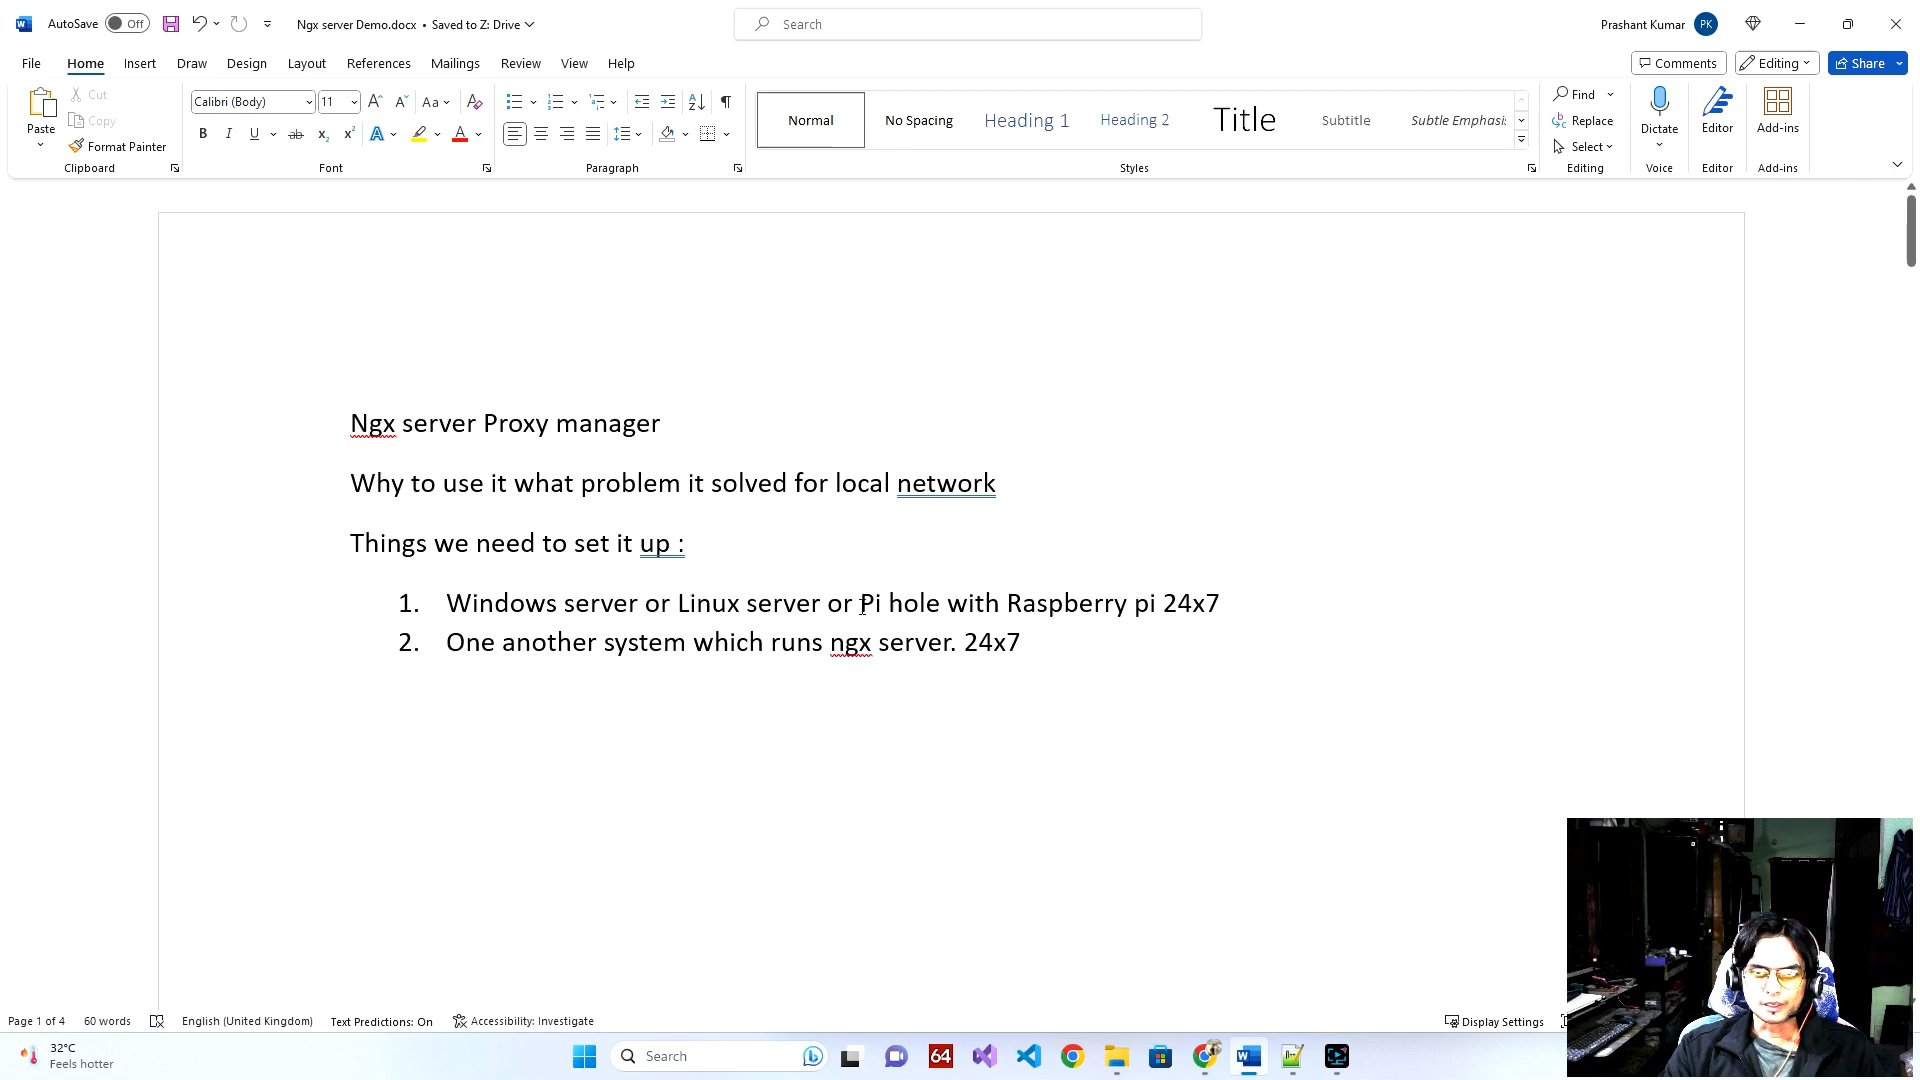 AutoSave Off Ngx server Demo.docx • Saved to Z: Drive Search Prashant Kumar PK
File Home Insert Draw Design Layout References Mailings Review View Help Comments Editing Share
Paste Cut Copy Format Painter
Calibri (Body) 11 Aa
B I U ab x₂ x² A A
Normal No Spacing Heading 1 Heading 2 Title Subtitle Subtle Emphasi
Find Replace Select
Dictate Editor Add-ins
Clipboard Font Paragraph Styles Editing Voice Editor Add-ins
Ngx server Proxy manager
Why to use it what problem it solved for local network
Things we need to set it up :
1. Windows server or Linux server or Pi hole with Raspberry pi 24x7
2. One another system which runs ngx server. 24x7
Page 1 of 4 60 words English (United Kingdom) Text Predictions: On Accessibility: Investigate Display Settings
32°C
Feels hotter
Search 64